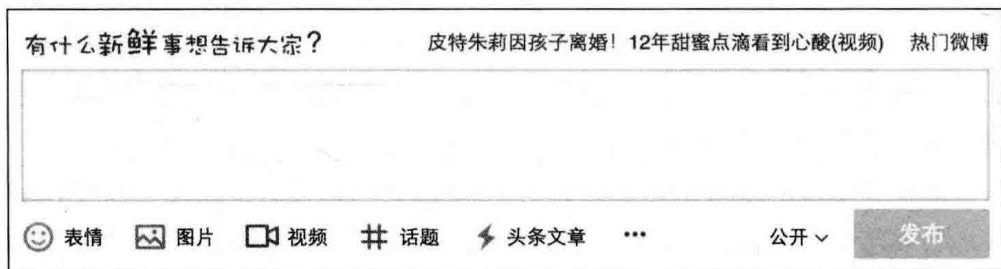 有什么新鲜事想告诉大家? 皮特朱莉因孩子离婚!12年甜蜜点滴看到心酸(视频) 热门微博
表情 图片 视频 话题 头条文章 ... 公开 发布